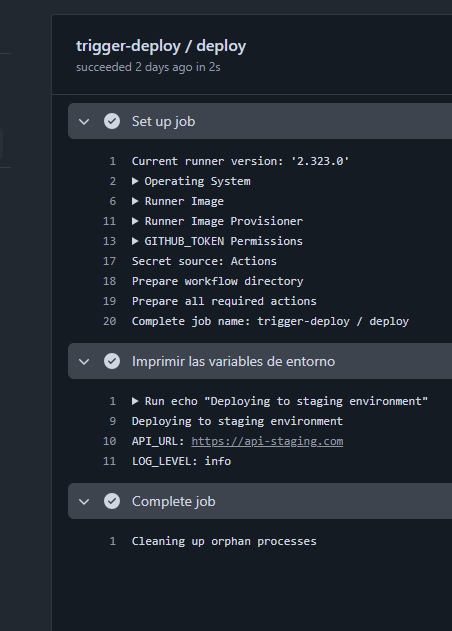 trigger-deploy / deploy
succeeded 2 days ago in 2s
Set up job
1 Current runner version: '2.323.0'
2 ▶ Operating System
6 ▶ Runner Image
11 ▶ Runner Image Provisioner
13 ▶ GITHUB_TOKEN Permissions
17 Secret source: Actions
18 Prepare workflow directory
19 Prepare all required actions
20 Complete job name: trigger-deploy / deploy
Imprimir las variables de entorno
1 ▶ Run echo "Deploying to staging environment"
9 Deploying to staging environment
10 API_URL: https://api-staging.com
11 LOG_LEVEL: info
Complete job
1 Cleaning up orphan processes